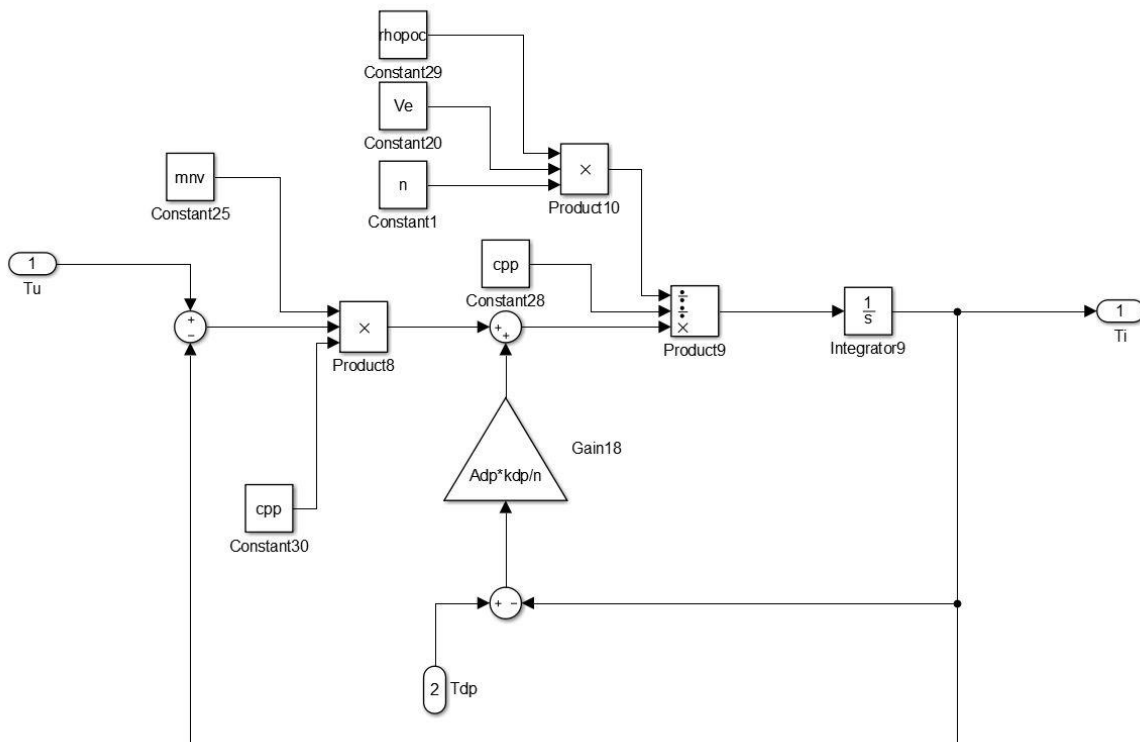 rhopoc
Constant29
Ve
Constant20
mnv
Constant25
n
Constant1
×
Product10
1
Tu
cpp
Constant28
+
−
×
Product8
+
+
÷
÷
×
Product9
1
s
Integrator9
1
Ti
Gain18
Adp*kdp/n
cpp
Constant30
+ −
2
Tdp